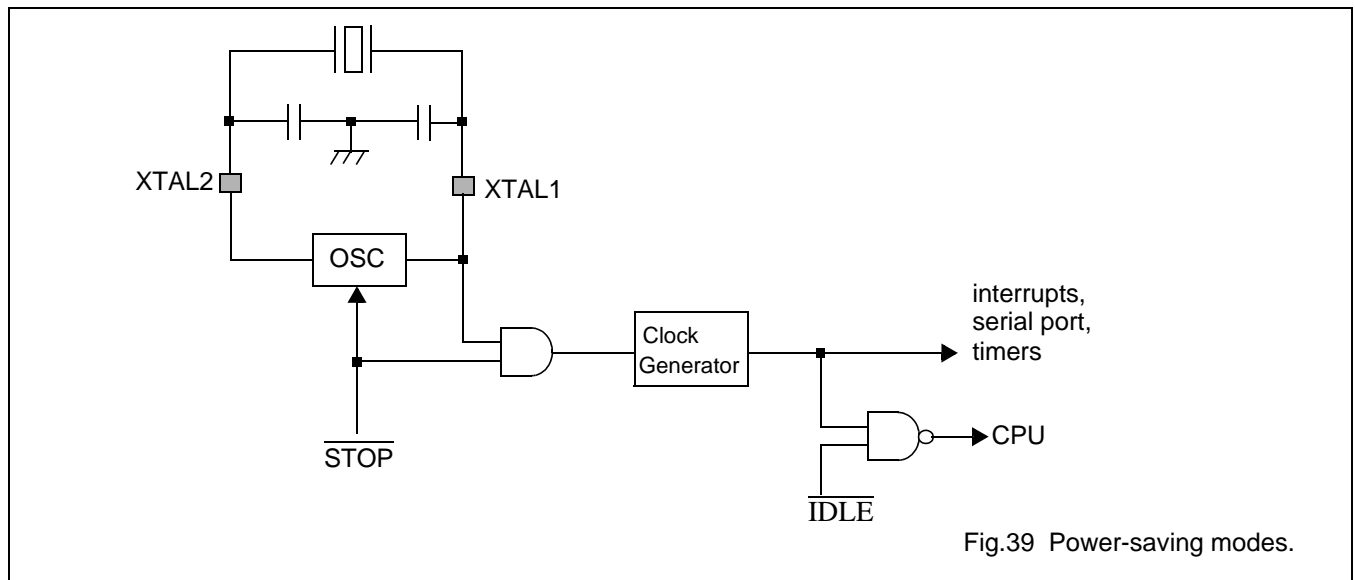 XTAL2
XTAL1
OSC
interrupts,
serial port,
timers
Clock
Generator
CPU
STOP
IDLE
Fig.39 Power-saving modes.